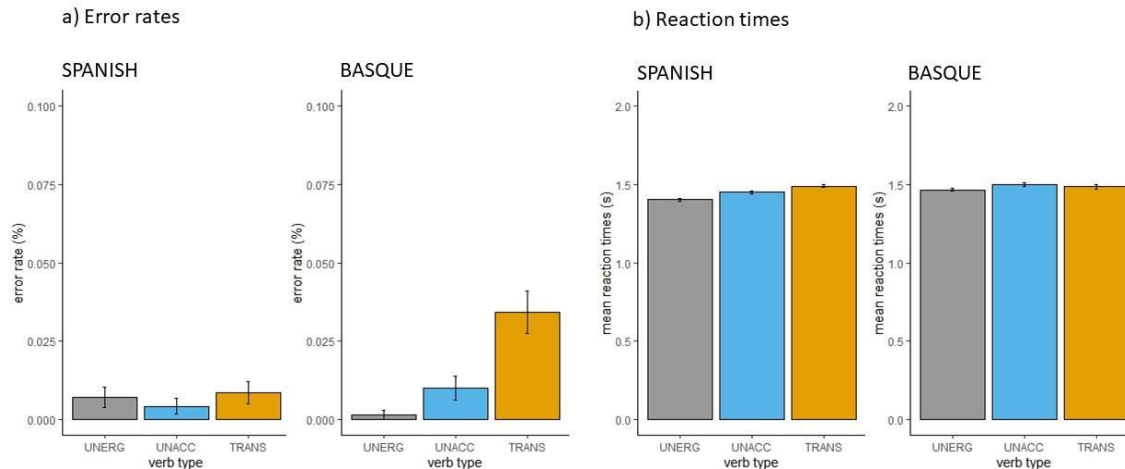 a) Error rates
SPANISH
0.100
0.075
0.050
0.025
0.000
error rate (%)
UNERG UNACC TRANS
verb type
BASQUE
0.100
0.075
0.050
0.025
0.000
error rate (%)
UNERG UNACC TRANS
verb type
b) Reaction times
SPANISH
2.0
1.5
1.0
0.5
0.0
mean reaction times (s)
UNERG UNACC TRANS
verb type
BASQUE
2.0
1.5
1.0
0.5
0.0
mean reaction times (s)
UNERG UNACC TRANS
verb type